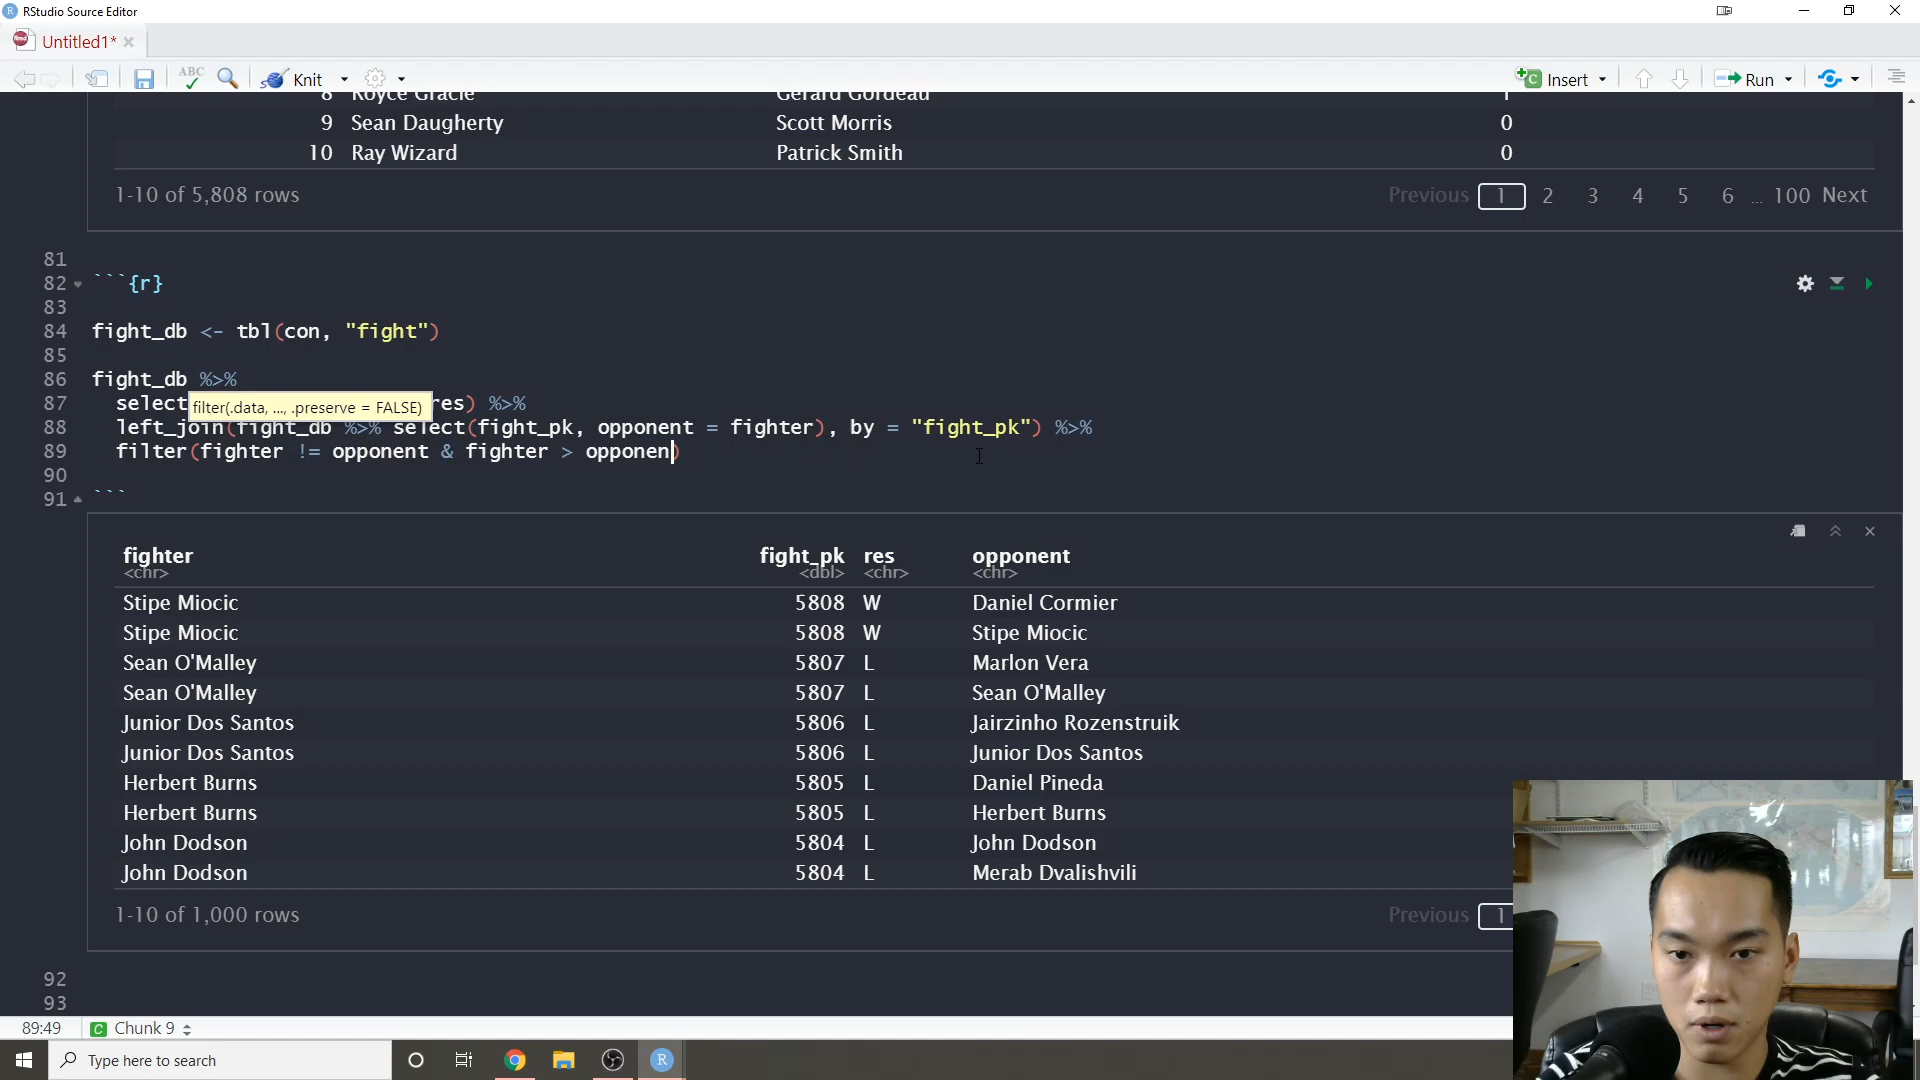 RStudio Source Editor
Untitled1*
ABC Knit Insert Run
8 Royce Gracie Gerard Gordeau 1
9 Sean Daugherty Scott Morris 0
10 Ray Wizard Patrick Smith 0
1-10 of 5,808 rows Previous 1 2 3 4 5 6 ... 100 Next
81
82 ```{r}
83
84 fight_db <- tbl(con, "fight")
85
86 fight_db %>%
87 select res) %>%
filter(.data, ..., .preserve = FALSE)
88 left_join(fight_db %>% select(fight_pk, opponent = fighter), by = "fight_pk") %>%
89 filter(fighter != opponent & fighter > opponen)
90
91 ```
fighter fight_pk res opponent
<chr> <dbl> <chr> <chr>
Stipe Miocic 5808 W Daniel Cormier
Stipe Miocic 5808 W Stipe Miocic
Sean O'Malley 5807 L Marlon Vera
Sean O'Malley 5807 L Sean O'Malley
Junior Dos Santos 5806 L Jairzinho Rozenstruik
Junior Dos Santos 5806 L Junior Dos Santos
Herbert Burns 5805 L Daniel Pineda
Herbert Burns 5805 L Herbert Burns
John Dodson 5804 L John Dodson
John Dodson 5804 L Merab Dvalishvili
1-10 of 1,000 rows Previous 1
92
93
89:49 C Chunk 9
Type here to search